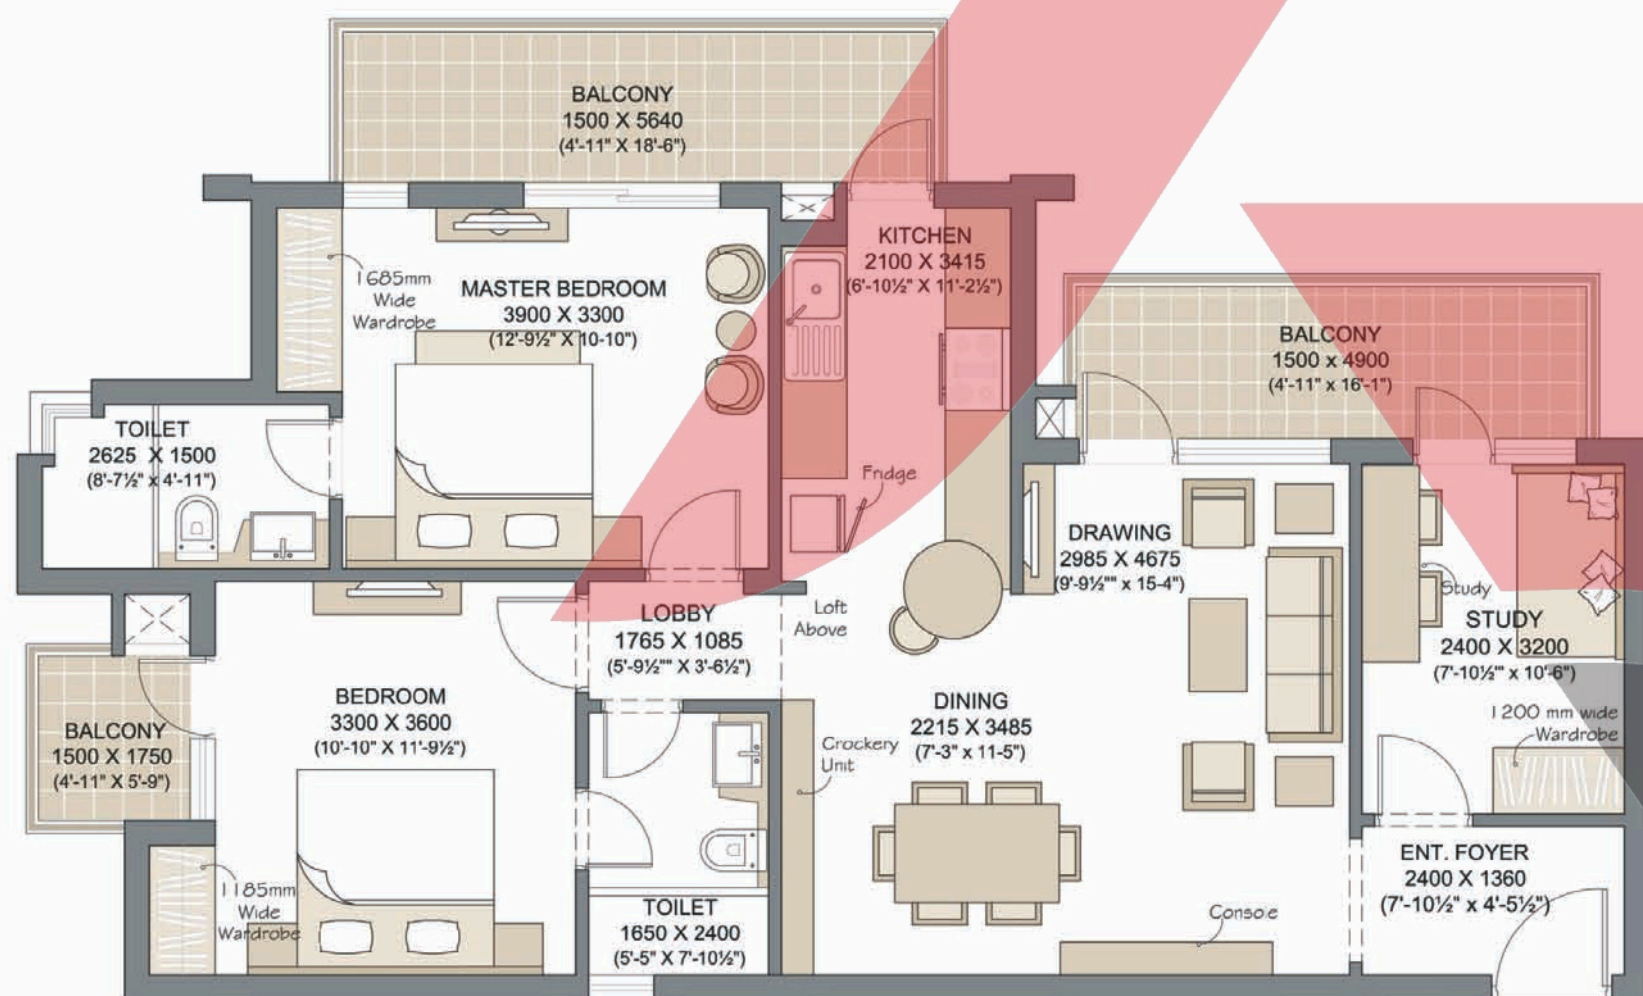 BALCONY
1500 X 5640
(4'-11" X 18'-6")
KITCHEN
2100 X 3415
(6'-10½" X 11'-2½")
1685mm
Wide
Wardrobe
MASTER BEDROOM
3900 X 3300
(12'-9½" X 10-10")
BALCONY
1500 x 4900
(4'-11" x 16'-1")
TOILET
2625 X 1500
(8'-7½" x 4'-11")
Fridge
DRAWING
2985 X 4675
(9'-9½"" x 15-4")
Study
STUDY
2400 X 3200
(7'-10½" x 10'-6")
LOBBY
1765 X 1085
(5'-9½"" X 3'-6½")
Loft
Above
BEDROOM
3300 X 3600
(10'-10" X 11'-9½")
DINING
2215 X 3485
(7'-3" x 11-5")
1200 mm wide
Wardrobe
BALCONY
1500 X 1750
(4'-11" X 5'-9")
Crockery
Unit
ENT. FOYER
2400 X 1360
(7'-10½" x 4'-5½")
1185mm
Wide
Wardrobe
TOILET
1650 X 2400
(5'-5" X 7'-10½")
Console